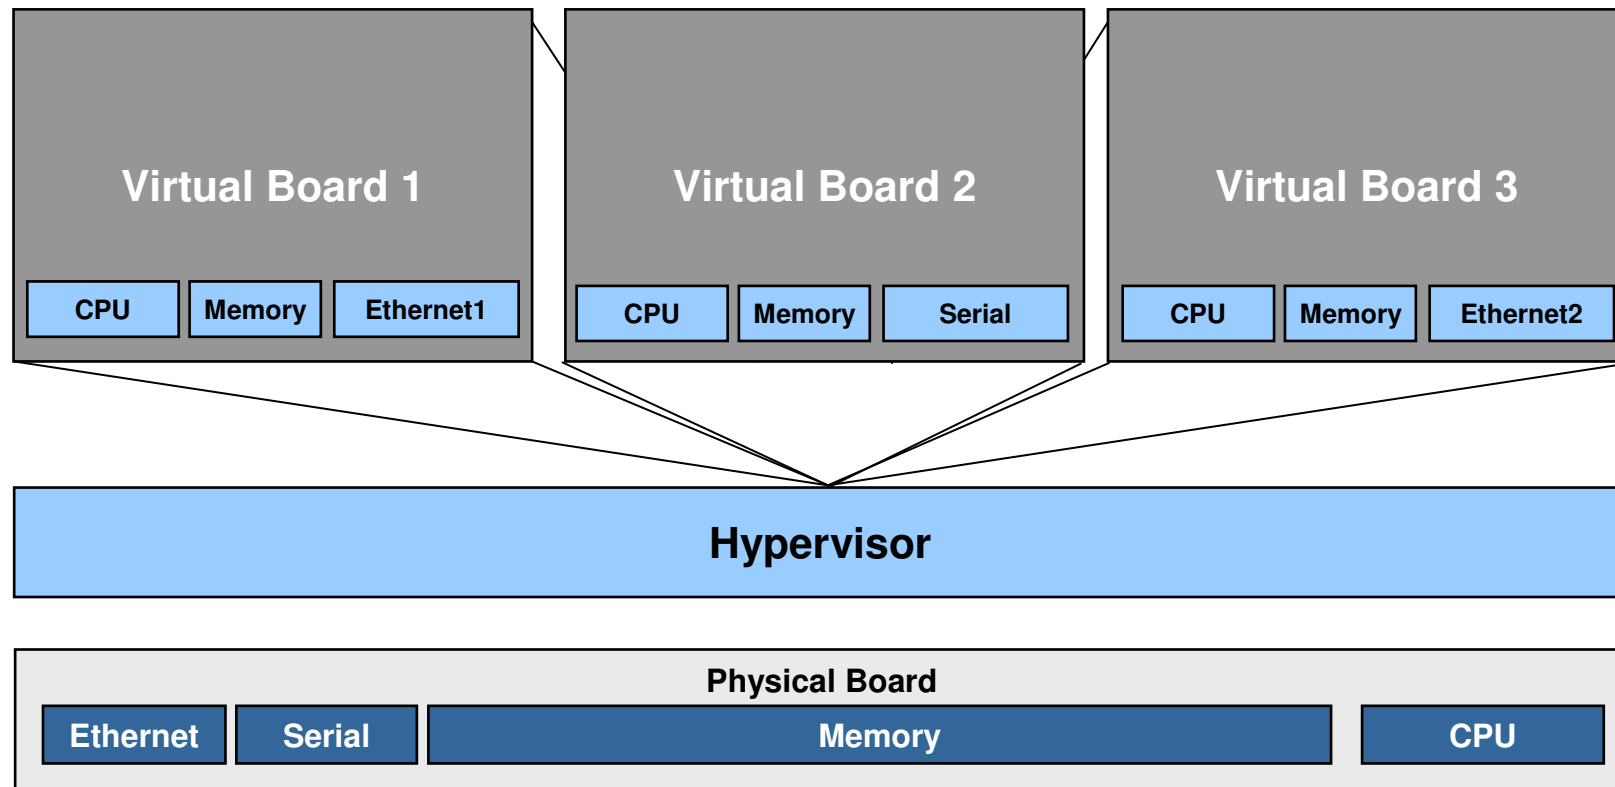 Virtual Board 1
CPU
Memory
Ethernet1
Virtual Board 2
CPU
Memory
Serial
Virtual Board 3
CPU
Memory
Ethernet2
Hypervisor
Physical Board
Ethernet
Serial
Memory
CPU